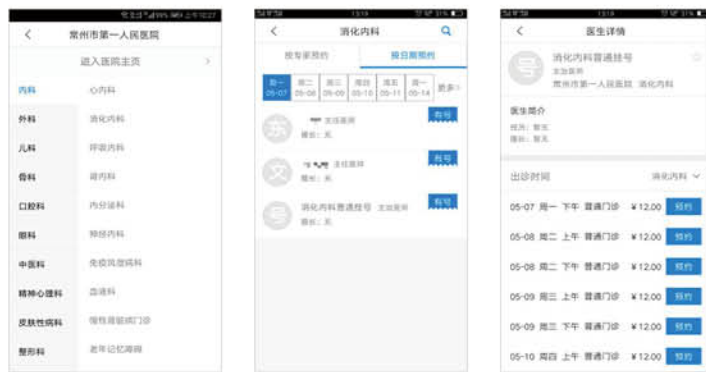 常州市第一人民医院
进入医院主页
内科
心内科
外科
消化内科
儿科
呼吸内科
骨科
肾内科
口腔科
内分泌科
眼科
神经内科
中医科
免疫风湿病科
精神心理科
血液科
皮肤性病科
慢性肾脏病门诊
整形科
老年记忆障碍
13:19
消化内科
按专家预约
按日期预约
周一 周二 周三 周四 周五 周一 更多
05-07 05-08 05-09 05-10 05-11 05-14
主任医师 有号
擅长：无
主任医师 有号
擅长：无
消化内科普通挂号 主治医师 有号
擅长：无
13:19
医生详情
消化内科普通挂号
主治医师
常州市第一人民医院 消化内科
医生简介
经历：暂无
擅长：暂无
出诊时间 消化内科
05-07 周一 下午 普通门诊 ¥12.00 预约
05-08 周二 上午 普通门诊 ¥12.00 预约
05-08 周二 下午 普通门诊 ¥12.00 预约
05-09 周三 上午 普通门诊 ¥12.00 预约
05-09 周三 下午 普通门诊 ¥12.00 预约
05-10 周四 上午 普通门诊 ¥12.00 预约